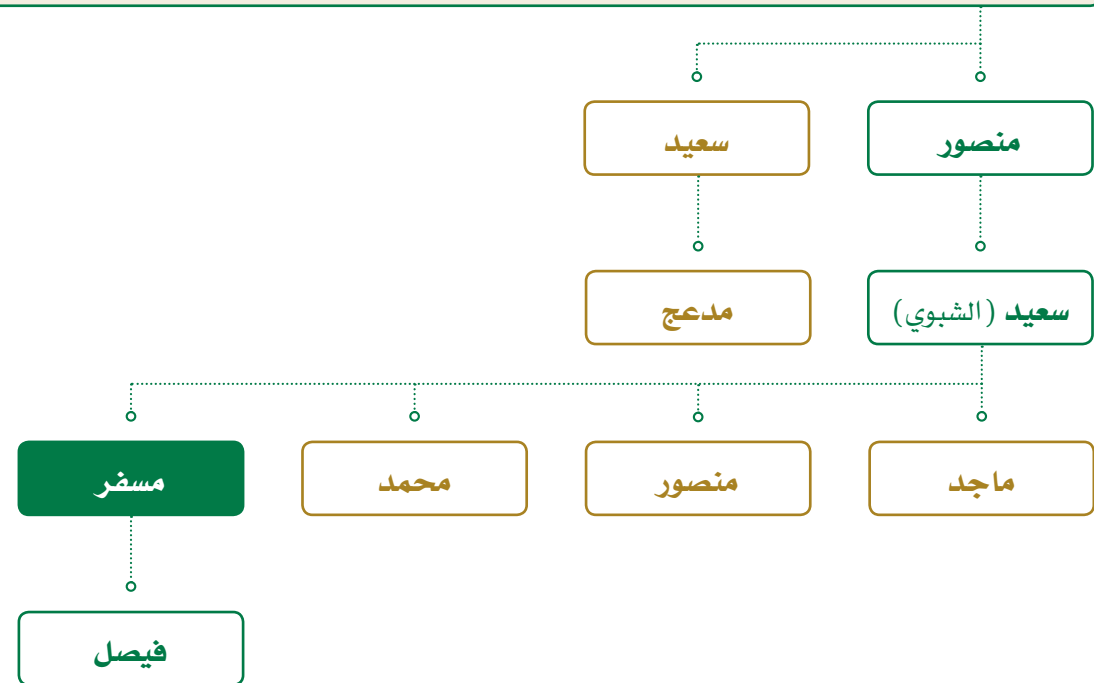 منصور
سعيد
سعيد (الشبوي)
مدعج
ماجد
منصور
محمد
مسفر
فيصل